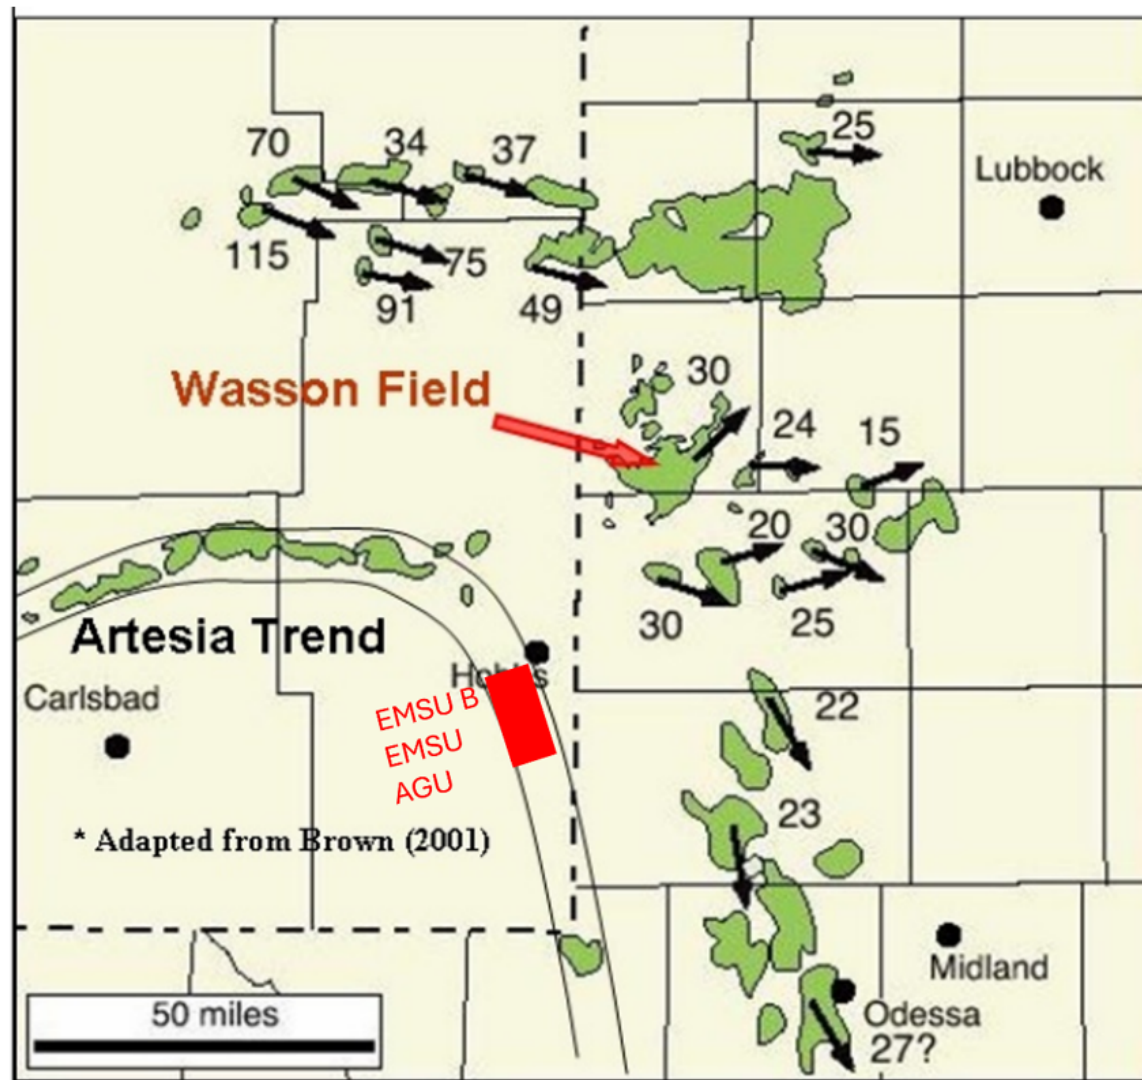 25
Lubbock
70
34
37
115
75
91
49
Wasson Field
30
24
15
20
30
30
25
Artesia Trend
Hobbs
Carlsbad
EMSU B
EMSU
AGU
22
23
* Adapted from Brown (2001)
Midland
50 miles
Odessa
27?